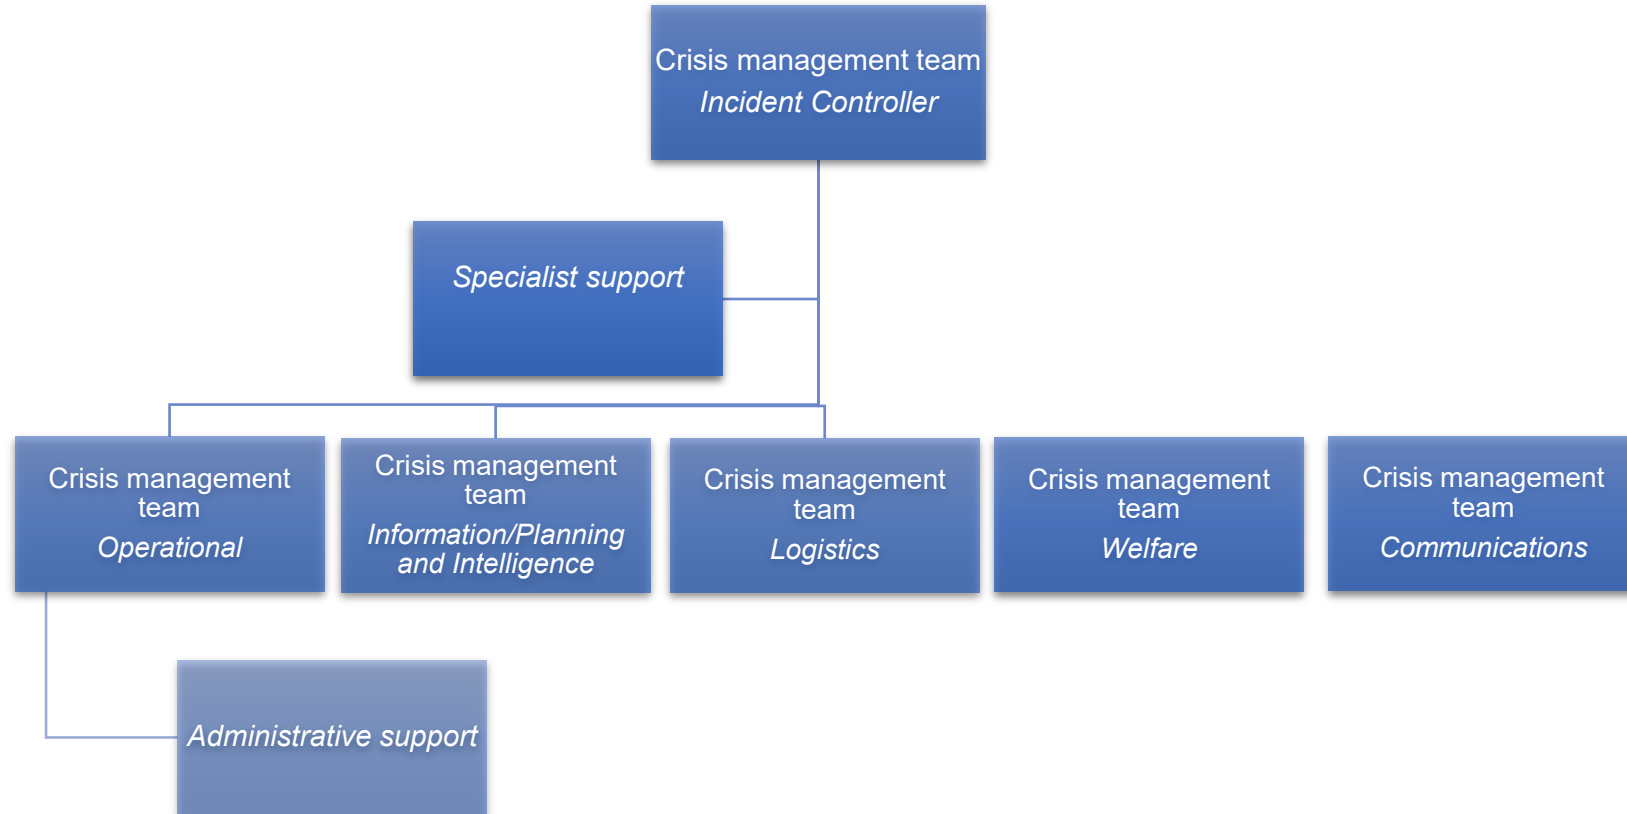 Crisis management team
Incident Controller
Specialist support
Crisis management
team
Operational
Crisis management
team
Information/Planning
and Intelligence
Crisis management
team
Logistics
Crisis management
team
Welfare
Crisis management
team
Communications
Administrative support